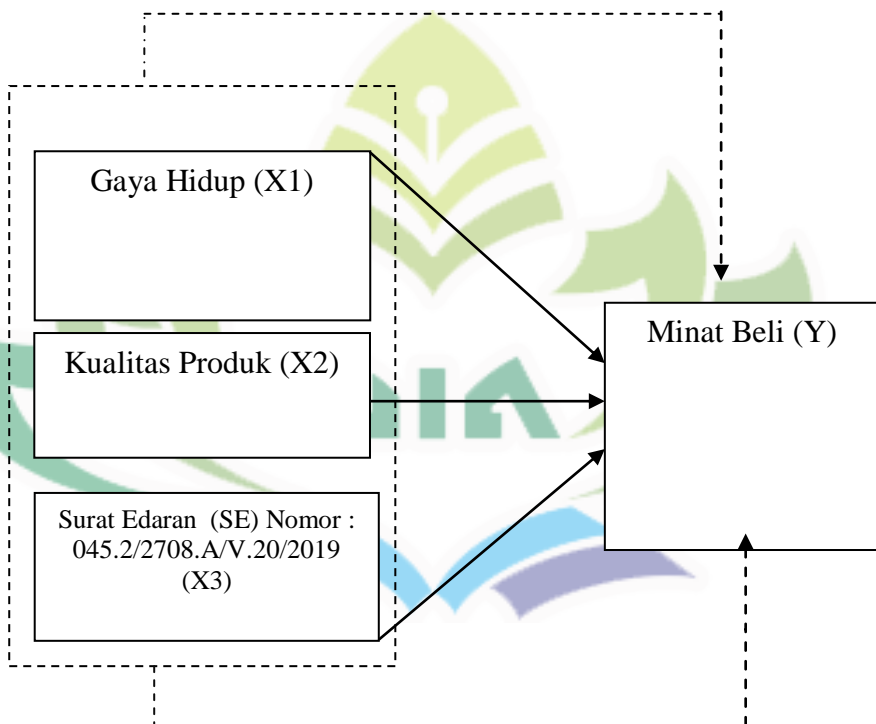 Gaya Hidup (X1)
Minat Beli (Y)
Kualitas Produk (X2)
Surat Edaran (SE) Nomor :
045.2/2708.A/V.20/2019
(X3)